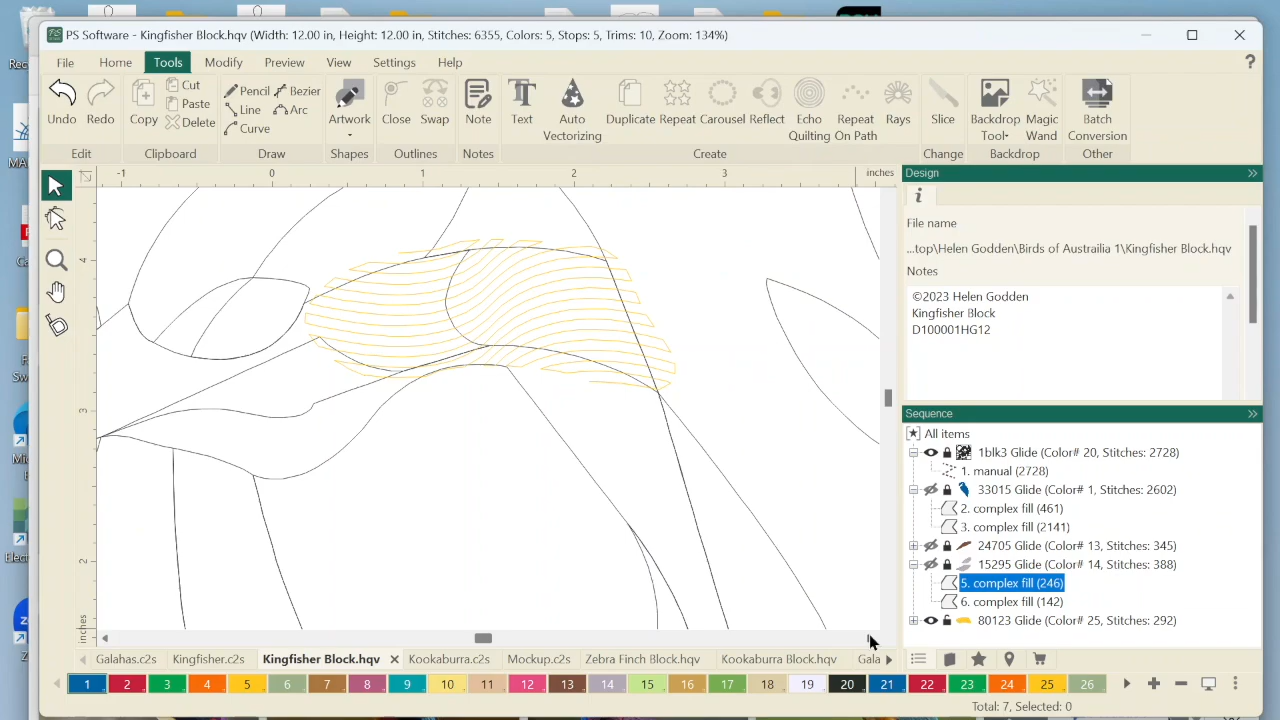 PS Software - Kingfisher Block.hqv (Width: 12.00 in, Height: 12.00 in, Stitches: 6355, Colors: 5, Stops: 5, Trims: 10, Zoom: 134%)
File Home Tools Modify Preview View Settings Help
Undo Redo Copy Cut Paste Delete Pencil Bezier Line Arc Curve Artwork Close Swap Note Text Auto Vectorizing Duplicate Repeat Carousel Reflect Echo Quilting Repeat On Path Rays Slice Backdrop Tool Magic Wand Batch Conversion
Edit Clipboard Draw Shapes Outlines Notes Create Change Backdrop Other
-1 0 1 2 3 inches
4
3
2
inches
Design
File name
...top\Helen Godden\Birds of Austrailia 1\Kingfisher Block.hqv
Notes
©2023 Helen Godden
Kingfisher Block
D100001HG12
Sequence
All items
1blk3 Glide (Color# 20, Stitches: 2728)
1. manual (2728)
33015 Glide (Color# 1, Stitches: 2602)
2. complex fill (461)
3. complex fill (2141)
24705 Glide (Color# 13, Stitches: 345)
15295 Glide (Color# 14, Stitches: 388)
5. complex fill (246)
6. complex fill (142)
80123 Glide (Color# 25, Stitches: 292)
Galahas.c2s Kingfisher.c2s Kingfisher Block.hqv Kookaburra.c2s Mockup.c2s Zebra Finch Block.hqv Kookaburra Block.hqv Gala
1 2 3 4 5 6 7 8 9 10 11 12 13 14 15 16 17 18 19 20 21 22 23 24 25 26
Total: 7, Selected: 0